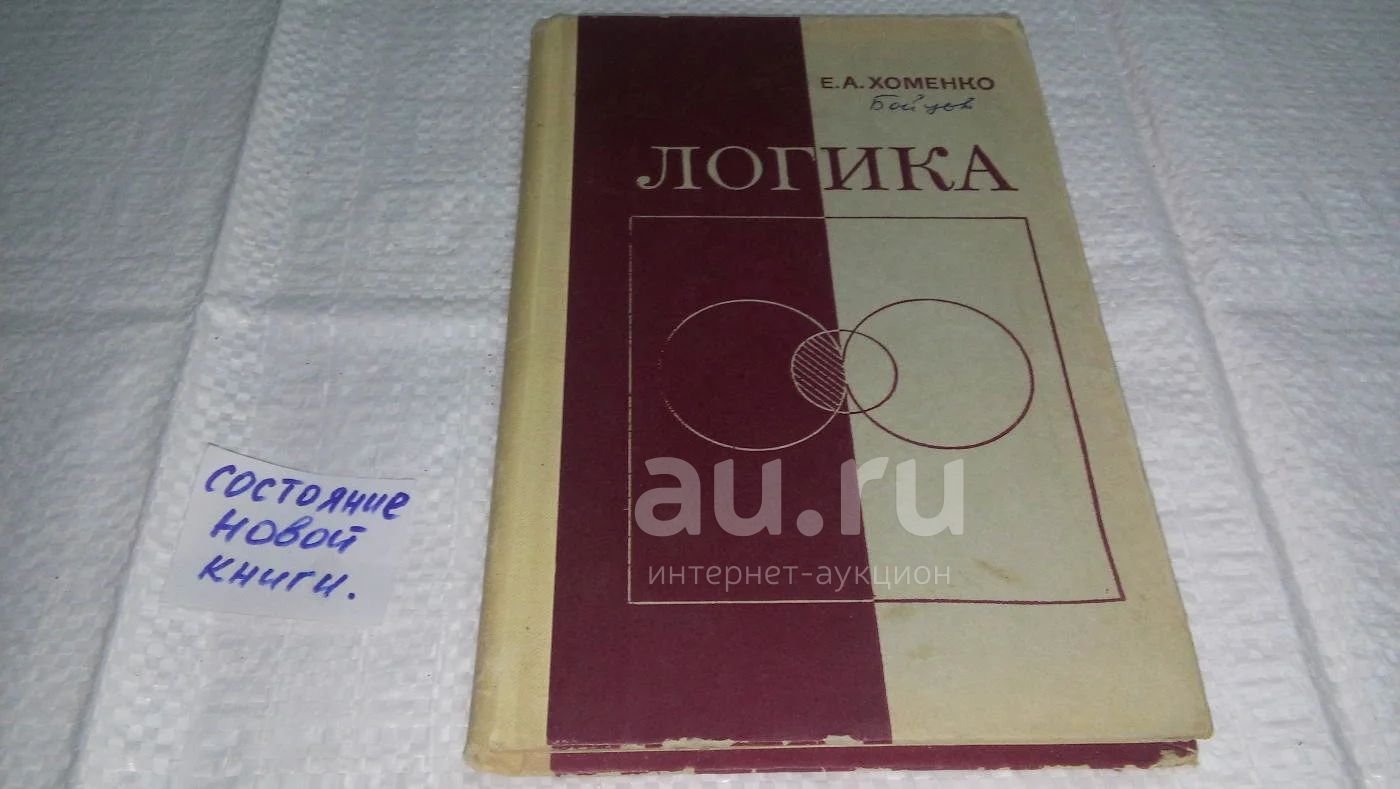 Е.А.ХОМЕНКО
Бойцов
ЛОГИКА
au.ru
интернет-аукцион
состояние
новой
книги.